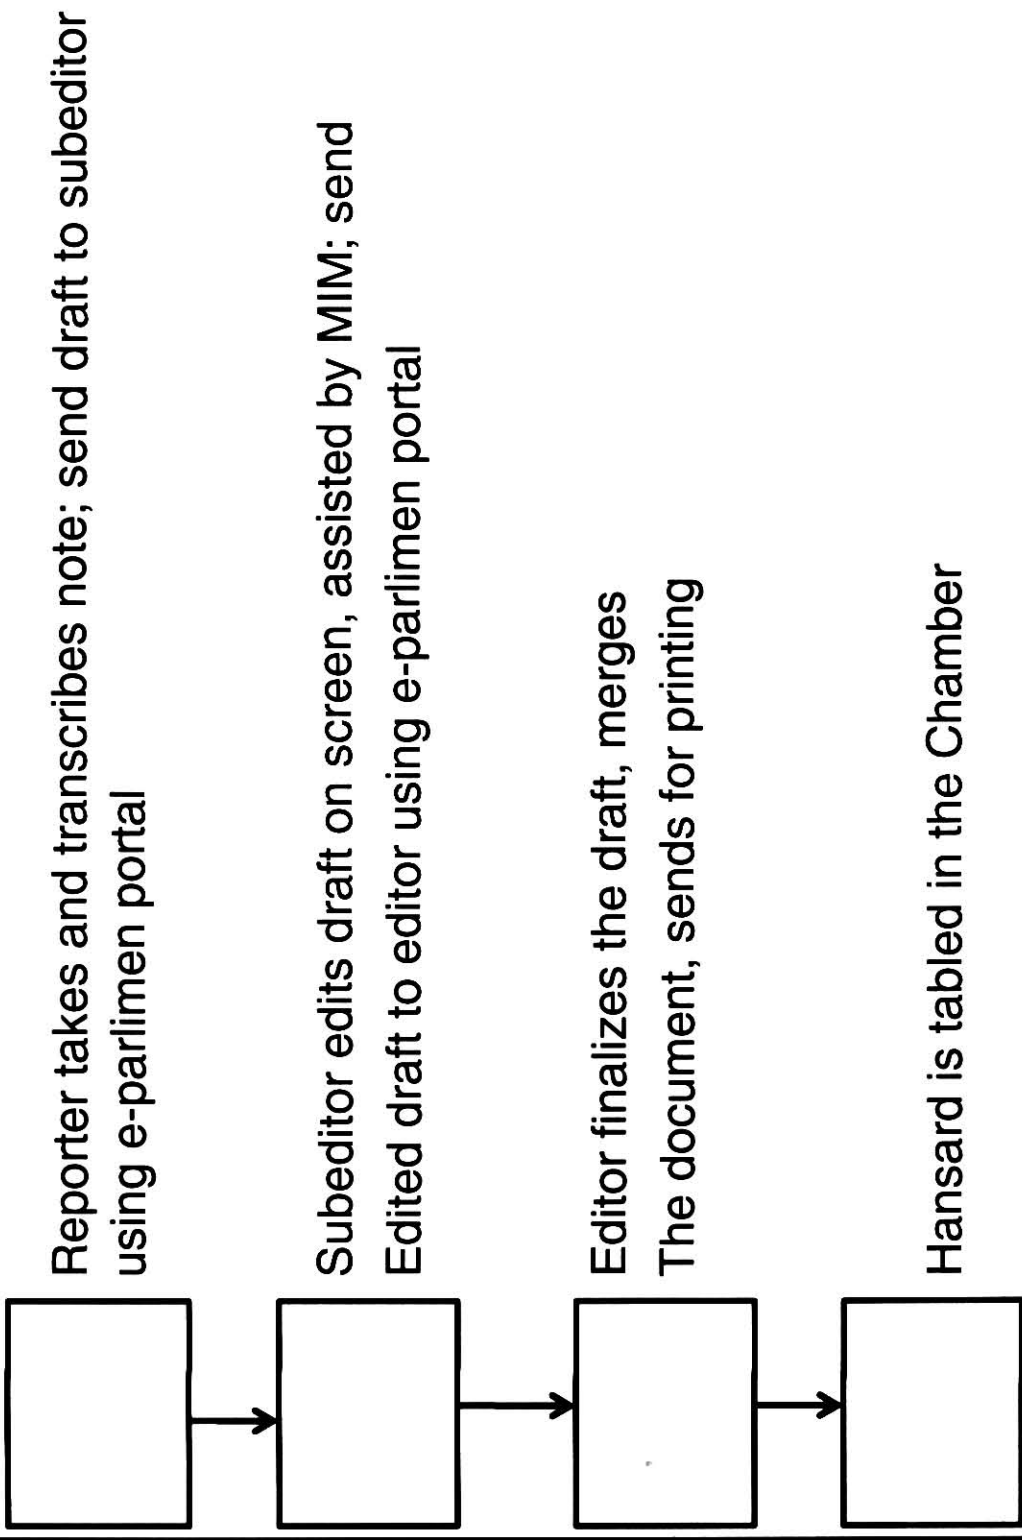 Reporter takes and transcribes note; send draft to subeditor
using e-parlimen portal
Subeditor edits draft on screen, assisted by MIM; send
Edited draft to editor using e-parlimen portal
Editor finalizes the draft, merges
The document, sends for printing
Hansard is tabled in the Chamber